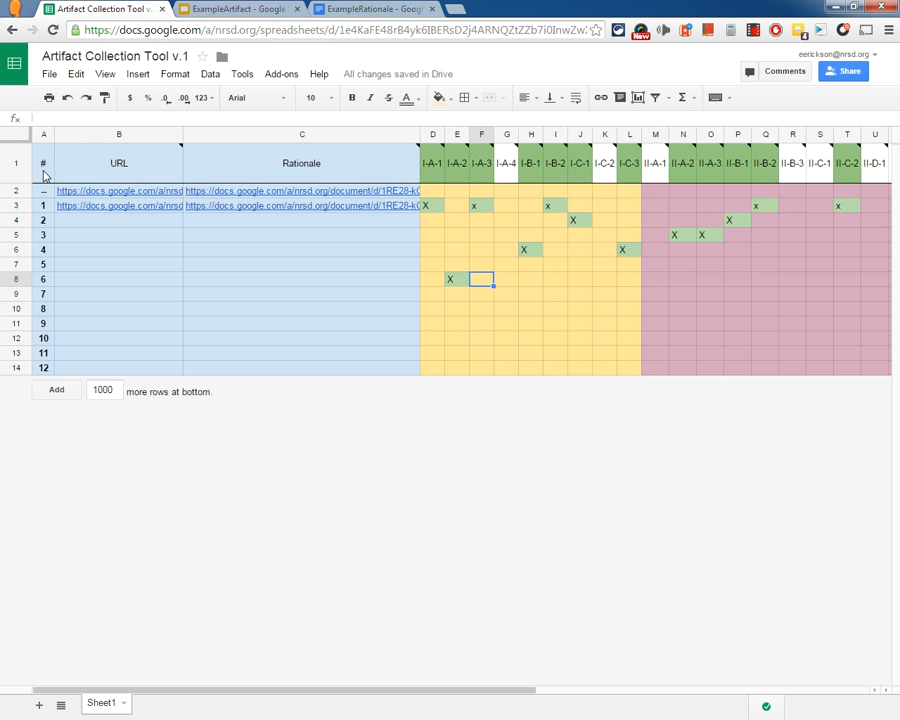 Artifact Collection Tool v. × ExampleArtifact - Google × ExampleRationale - Goog ×
https://docs.google.com/a/nrsd.org/spreadsheets/d/1e4KaFE48rB4yk6IBERsD2j4ARNQZtZZb7i0InwZw
eerickson@nrsd.org
Artifact Collection Tool v.1
Comments Share
File Edit View Insert Format Data Tools Add-ons Help All changes saved in Drive
$ % .0 .00 123 Arial 10 B I S A Σ
fx
A B C D E F G H I J K L M N O P Q R S T U
1 # URL Rationale I-A-1 I-A-2 I-A-3 I-A-4 I-B-1 I-B-2 I-C-1 I-C-2 I-C-3 II-A-1 II-A-2 II-A-3 II-B-1 II-B-2 II-B-3 II-C-1 II-C-2 II-D-1
2 -- https://docs.google.com/a/nrsd https://docs.google.com/a/nrsd.org/document/d/1RE28-k
3 1 https://docs.google.com/a/nrsd https://docs.google.com/a/nrsd.org/document/d/1RE28-k X x x x x
4 2 X X
5 3 X X
6 4 X X
7 5
8 6 X
9 7
10 8
11 9
12 10
13 11
14 12
Add 1000 more rows at bottom.
Sheet1